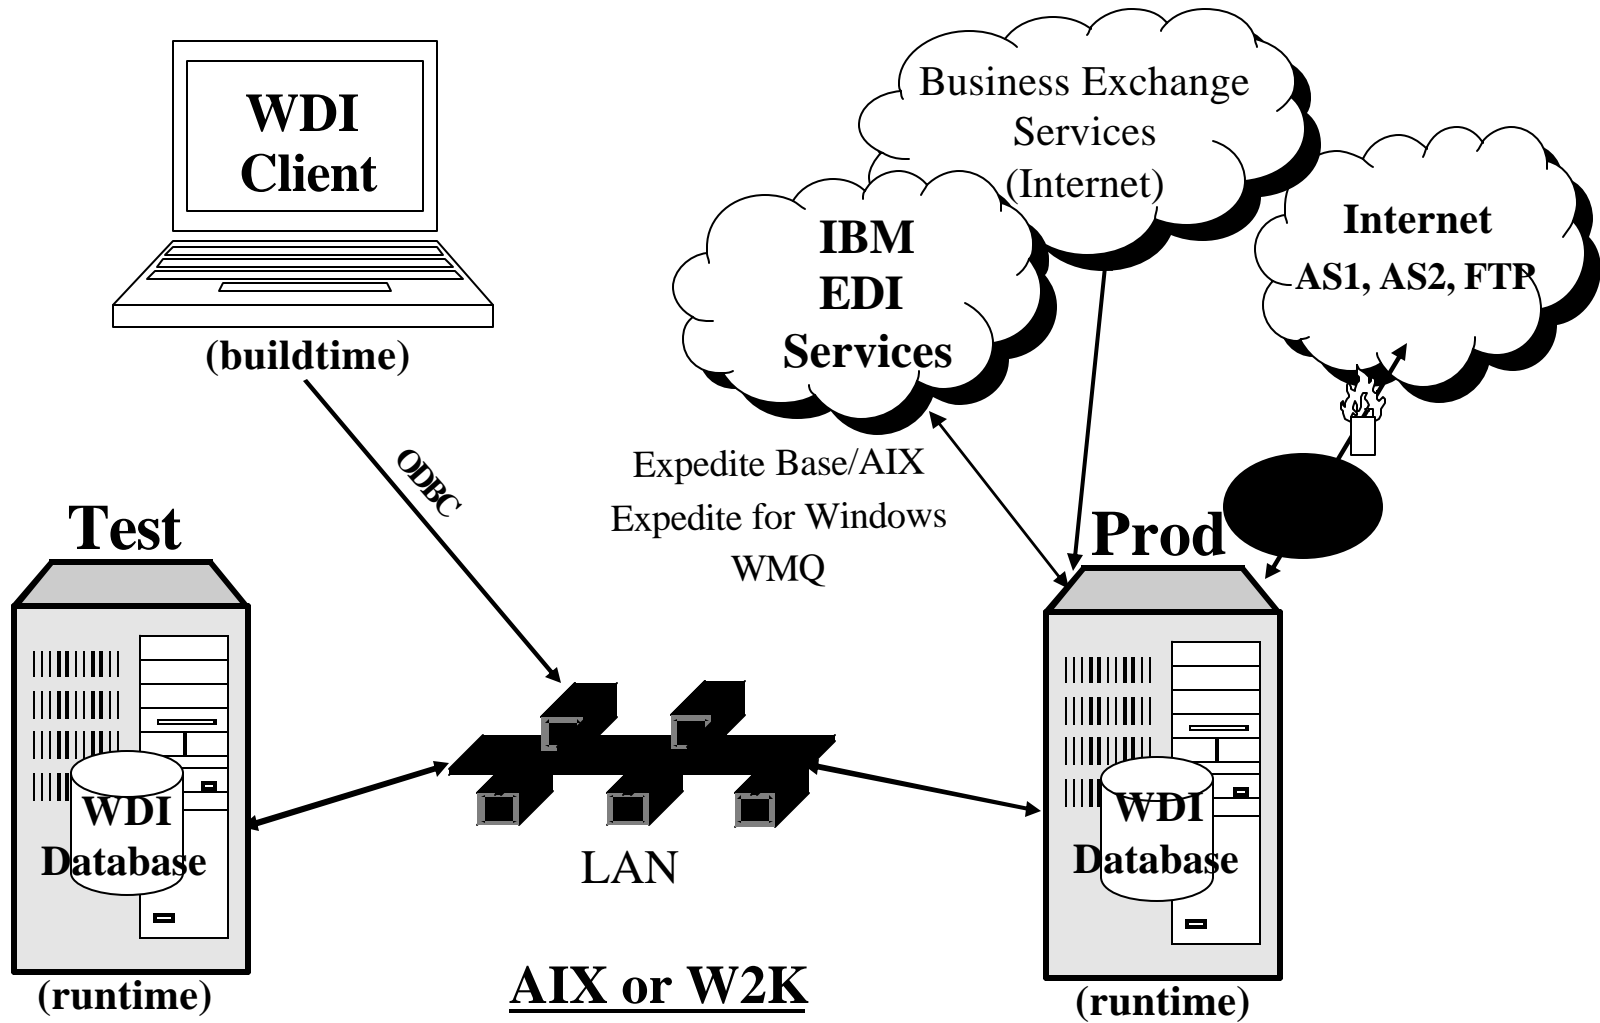 WDI
Client
(buildtime)
ODBC
Business Exchange
Services
(Internet)
IBM
EDI
Services
Internet
AS1, AS2, FTP
Expedite Base/AIX
Expedite for Windows
WMQ
Test
WDI
Database
(runtime)
LAN
AIX or W2K
Prod
WDI
Database
(runtime)